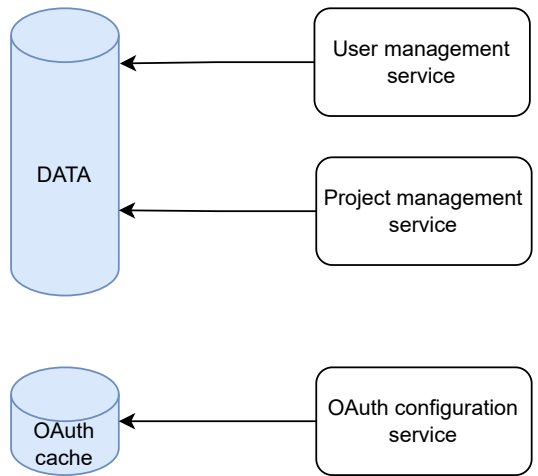 User management
service
DATA
Project management
service
OAuth
cache
OAuth configuration
service